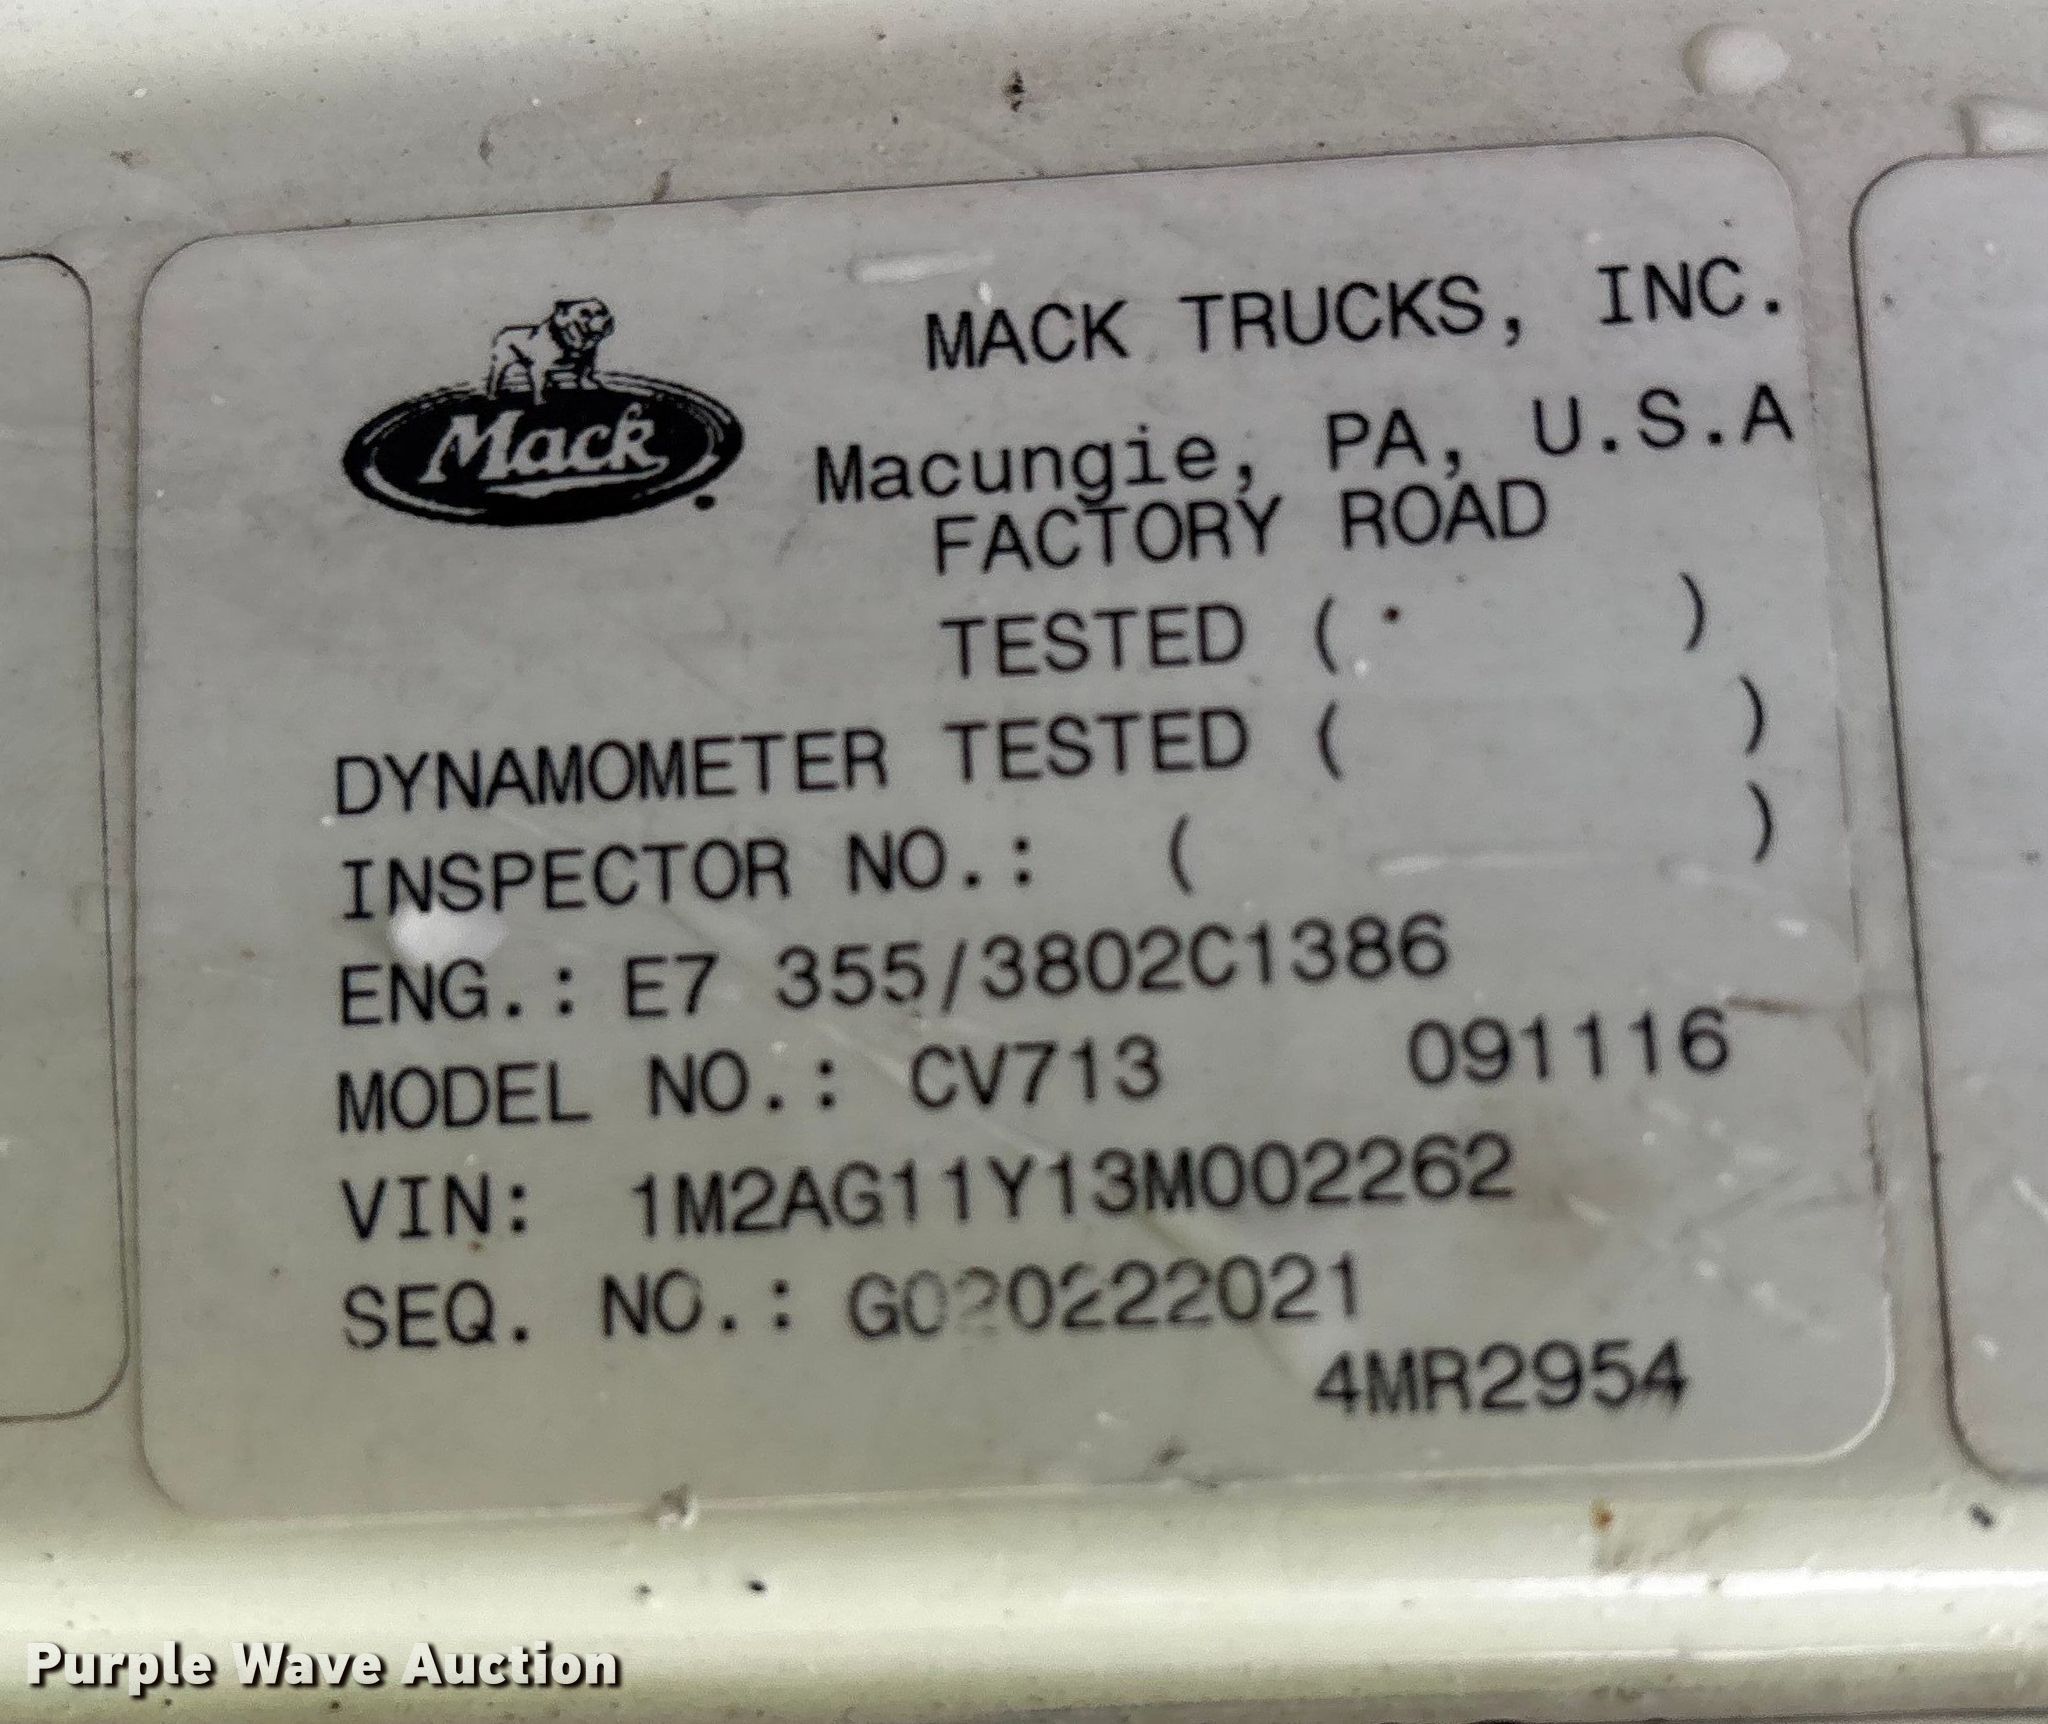 Mack
MACK TRUCKS, INC.
Macungie, PA, U.S.A
FACTORY ROAD
TESTED ( )
DYNAMOMETER TESTED ( )
INSPECTOR NO.: ( )
ENG.: E7 355/3802C1386
MODEL NO.: CV713 091116
VIN: 1M2AG11Y13M002262
SEQ. NO.: G020222021
4MR2954
Purple Wave Auction